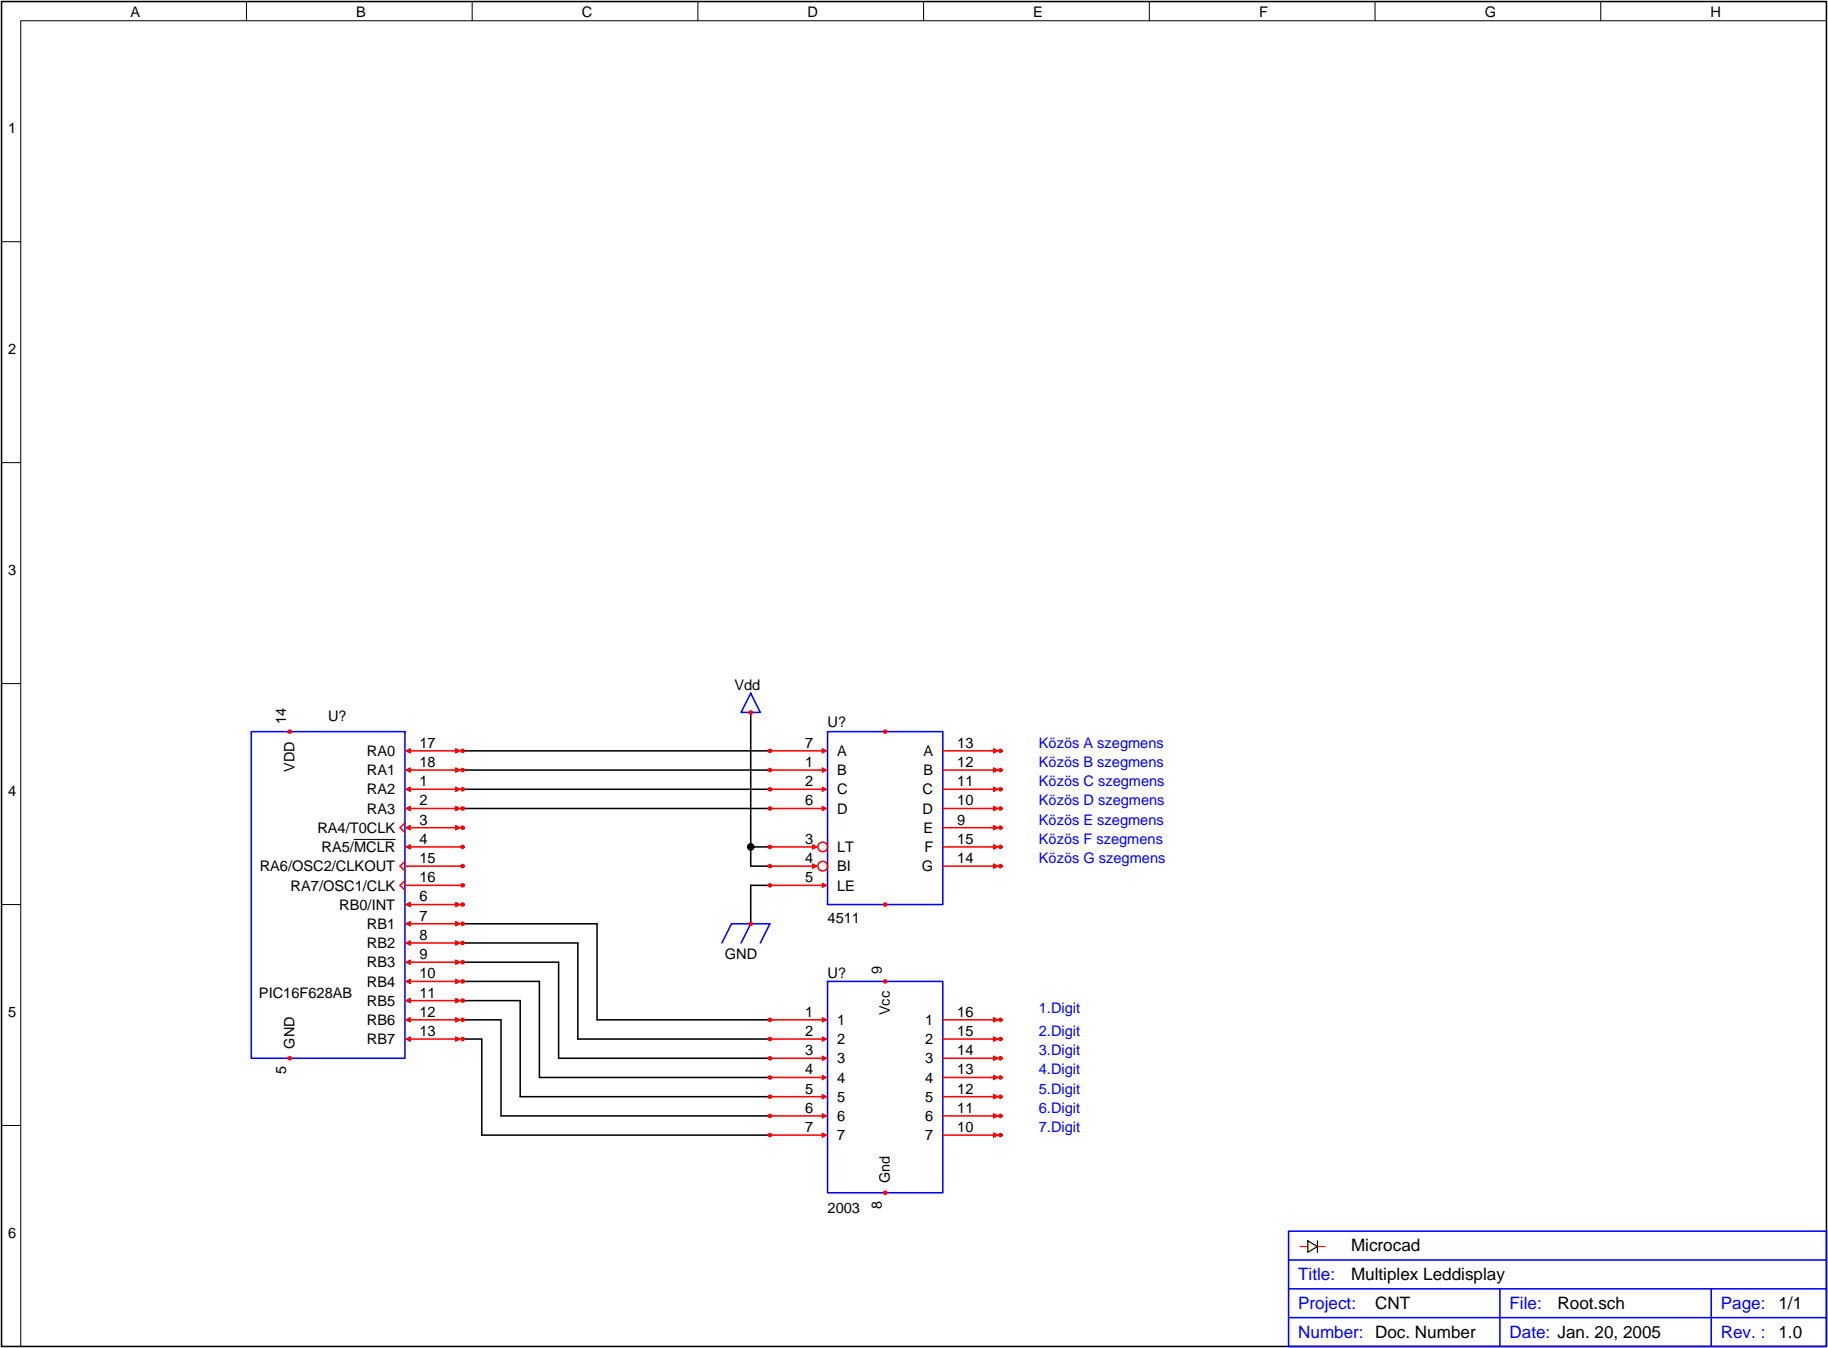 A B C D E F G H
1
2
3
4
5
6
Vdd
14 U? U?
VDD
RA0 17 7 A A 13 Közös A szegmens
RA1 18 1 B B 12 Közös B szegmens
RA2 1 2 C C 11 Közös C szegmens
RA3 2 6 D D 10 Közös D szegmens
RA4/T0CLK 3 E 9 Közös E szegmens
RA5/MCLR 4 3 LT F 15 Közös F szegmens
RA6/OSC2/CLKOUT 15 4 BI G 14 Közös G szegmens
RA7/OSC1/CLK 16 5 LE
RB0/INT 6
RB1 7 4511
RB2 8
RB3 9 GND
RB4 10 U? 9
PIC16F628AB
RB5 11 Vcc
RB6 12
RB7 13
GND
5
1 1 1 16 1.Digit
2 2 2 15 2.Digit
3 3 3 14 3.Digit
4 4 4 13 4.Digit
5 5 5 12 5.Digit
6 6 6 11 6.Digit
7 7 7 10 7.Digit
Gnd
2003 8
Microcad
Title: Multiplex Leddisplay
Project: CNT File: Root.sch Page: 1/1
Number: Doc. Number Date: Jan. 20, 2005 Rev. : 1.0